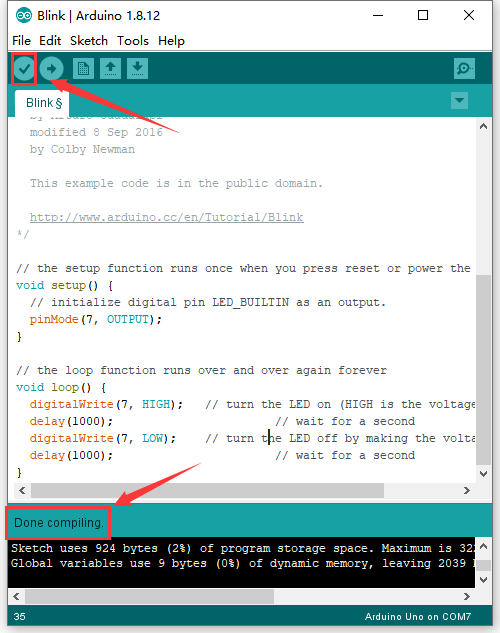 Blink | Arduino 1.8.12
File Edit Sketch Tools Help
Blink §
modified 8 Sep 2016
by Colby Newman
This example code is in the public domain.
http://www.arduino.cc/en/Tutorial/Blink
*/
// the setup function runs once when you press reset or power the
void setup() {
// initialize digital pin LED_BUILTIN as an output.
pinMode(7, OUTPUT);
}
// the loop function runs over and over again forever
void loop() {
digitalWrite(7, HIGH); // turn the LED on (HIGH is the voltage
delay(1000); // wait for a second
digitalWrite(7, LOW); // turn the LED off by making the volta
delay(1000); // wait for a second
}
Done compiling.
Sketch uses 924 bytes (2%) of program storage space. Maximum is 322
Global variables use 9 bytes (0%) of dynamic memory, leaving 2039
35
Arduino Uno on COM7